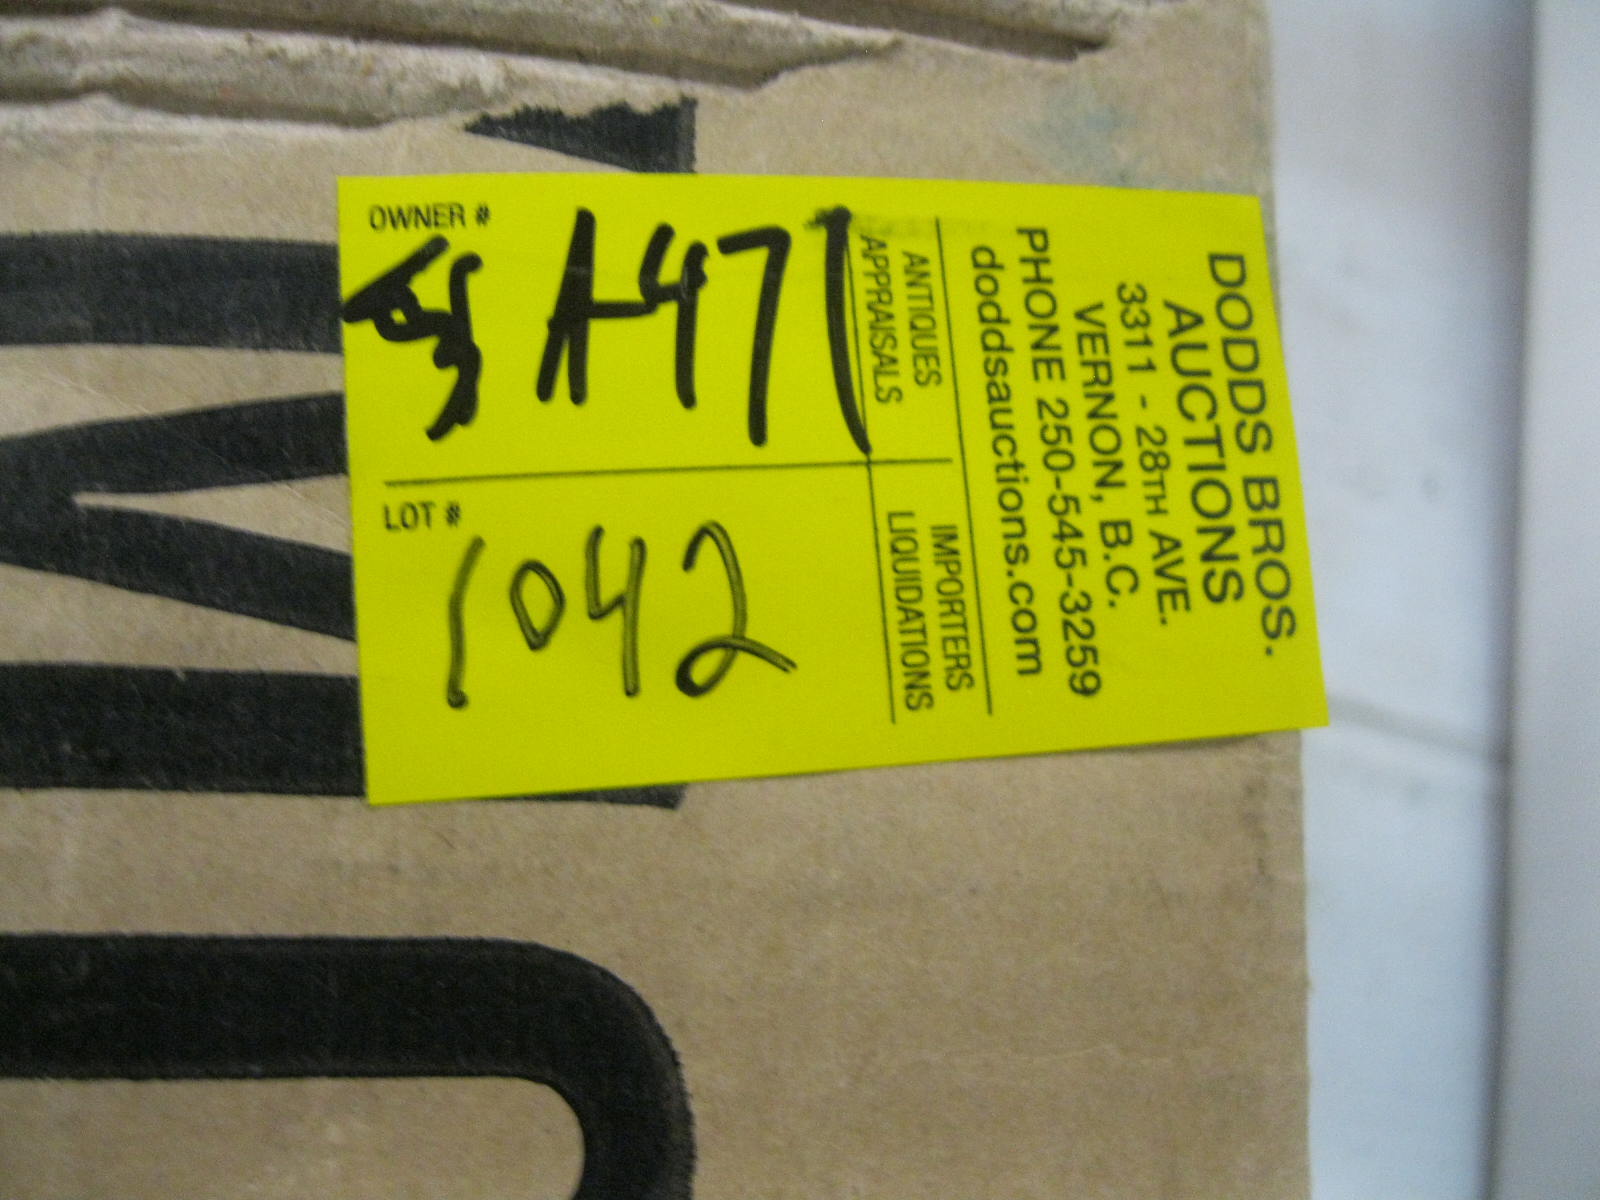 OWNER #
A471
LOT #
1042
ANTIQUES
APPRAISALS
IMPORTERS
LIQUIDATIONS
DODDS BROS.
AUCTIONS
3311 - 28TH AVE.
VERNON, B.C.
PHONE 250-545-3259
doddsauctions.com